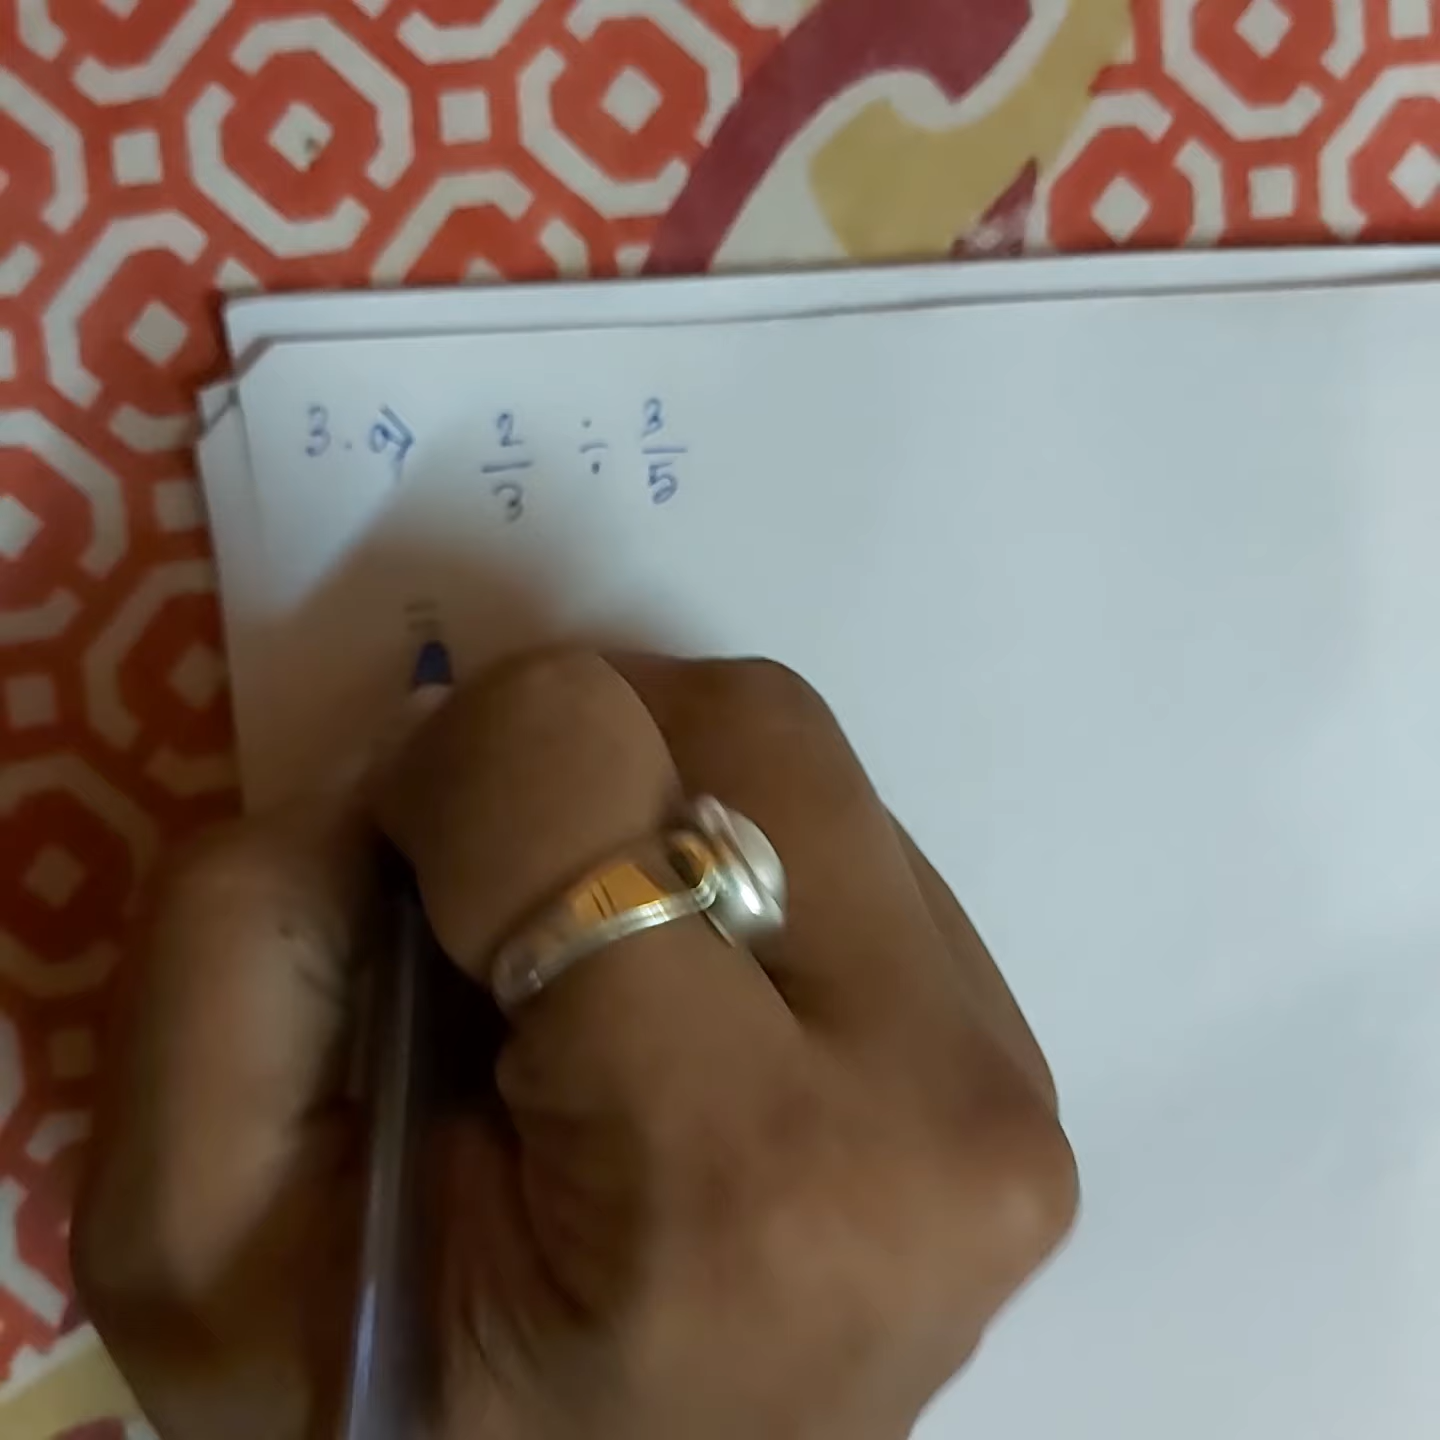 3. a) 2/3 ÷ 3/5
=